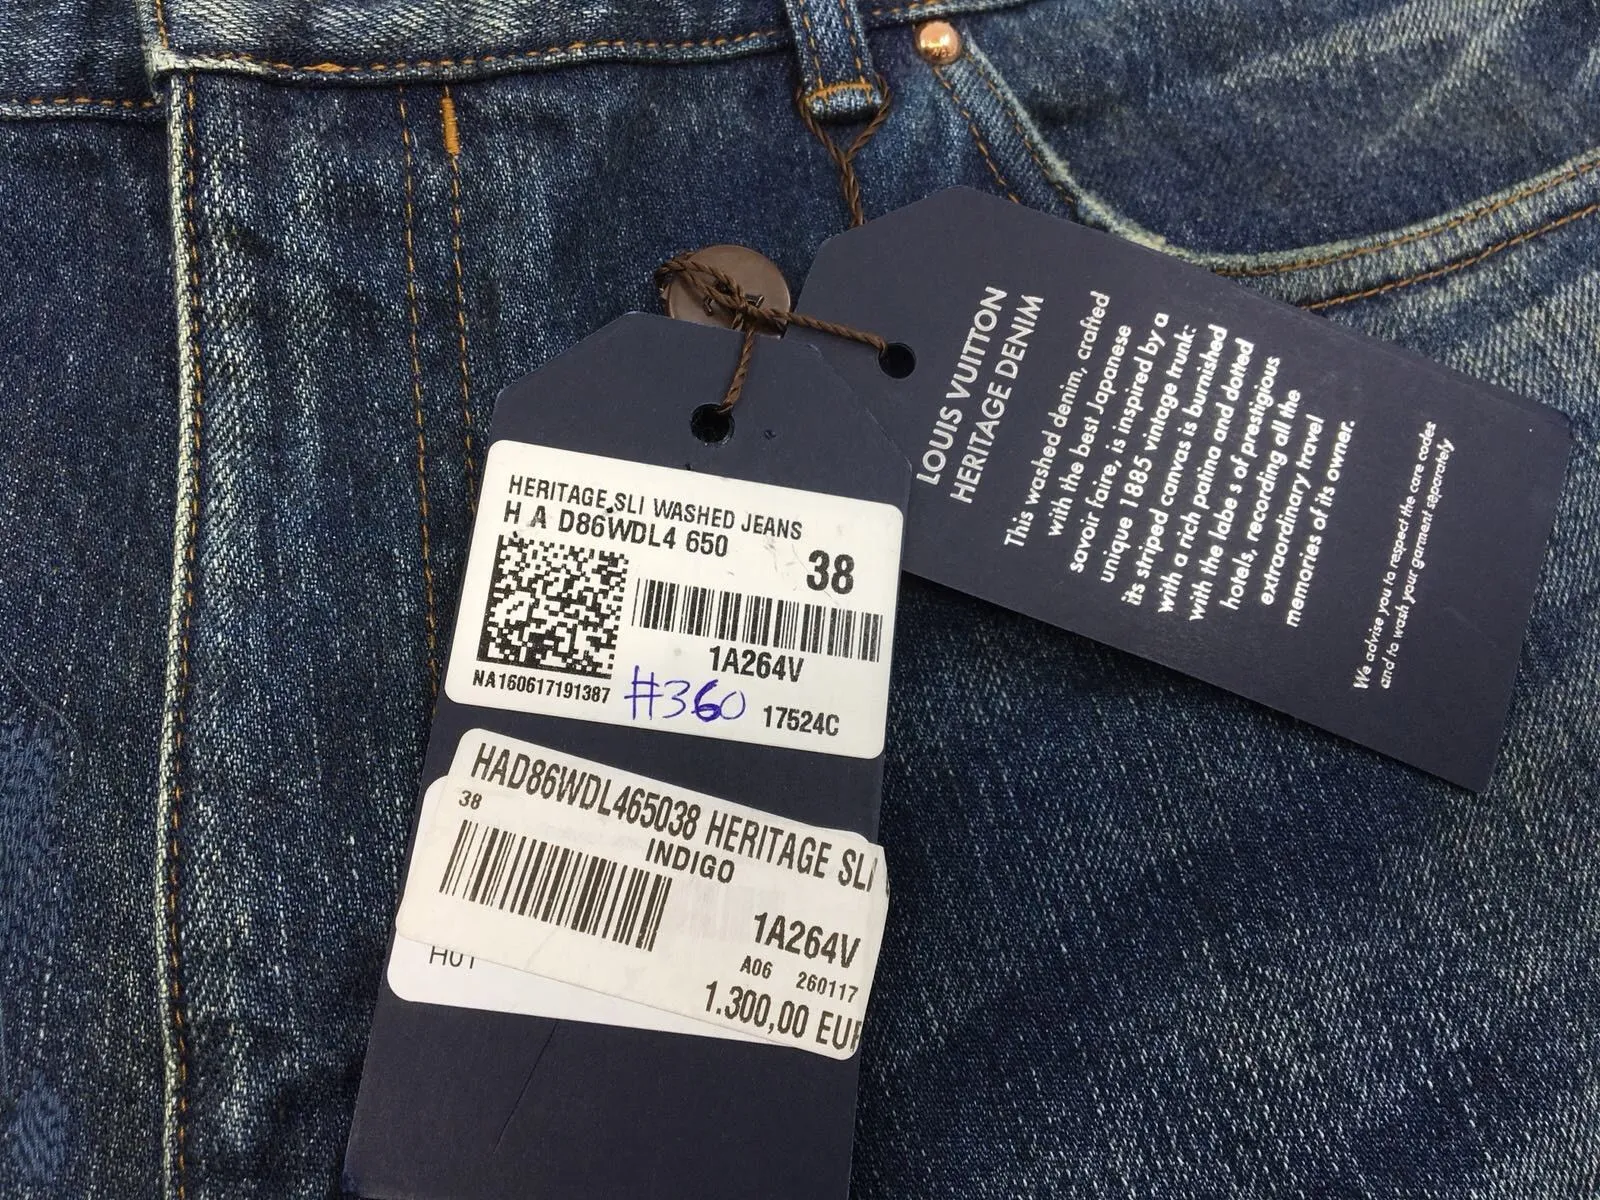 HERITAGE SLI WASHED JEANS
H A D86WDL4 650
38
1A264V
NA160617191387
#360
17524C
HAD86WDL465038 HERITAGE SLI
38
INDIGO
1A264V
A06 260117
1.300,00 EUR
LOUIS VUITTON
HERITAGE DENIM
This washed denim, crafted
with the best Japanese
savoir faire, is inspired by a
unique 1885 vintage trunk:
its striped canvas is burnished
with a rich patina and dotted
with the labe s of prestigious
hotels, recording all the
extraordinary travel
memories of its owner.
We advise you to respect the care codes
and to wash your garment separately